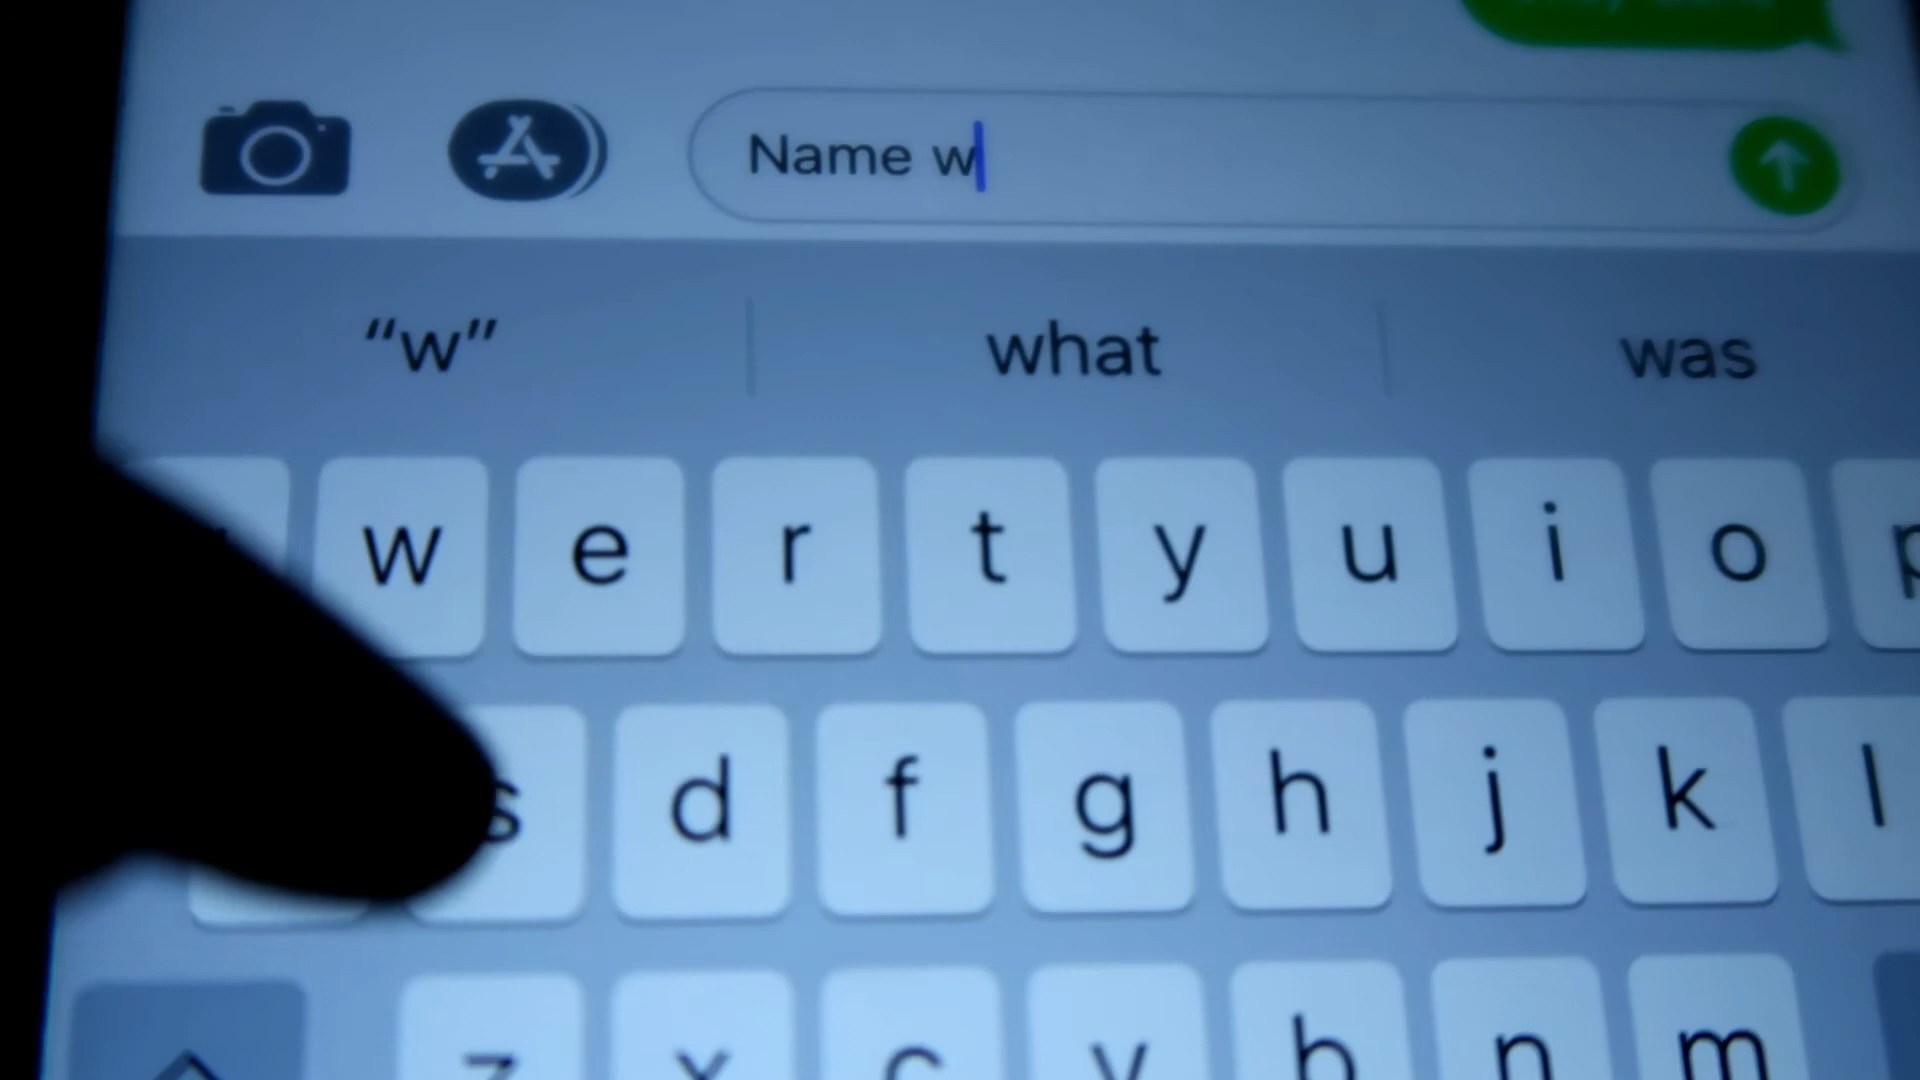 Name w
“w” what was
w e r t y u i o p
s d f g h j k l
z x c v b n m